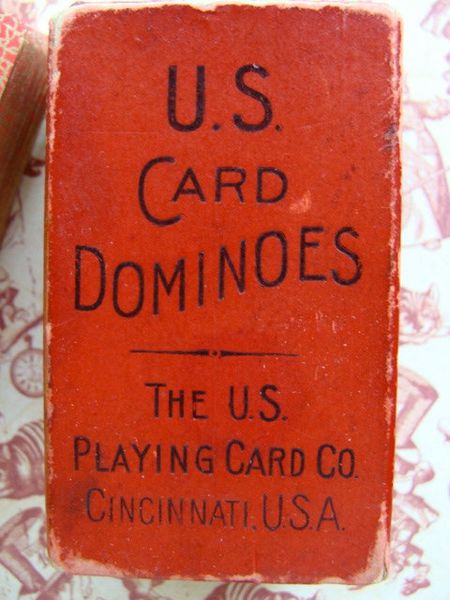 U.S.
CARD
DOMINOES
THE U.S.
PLAYING CARD CO.
CINCINNATI, U.S.A.